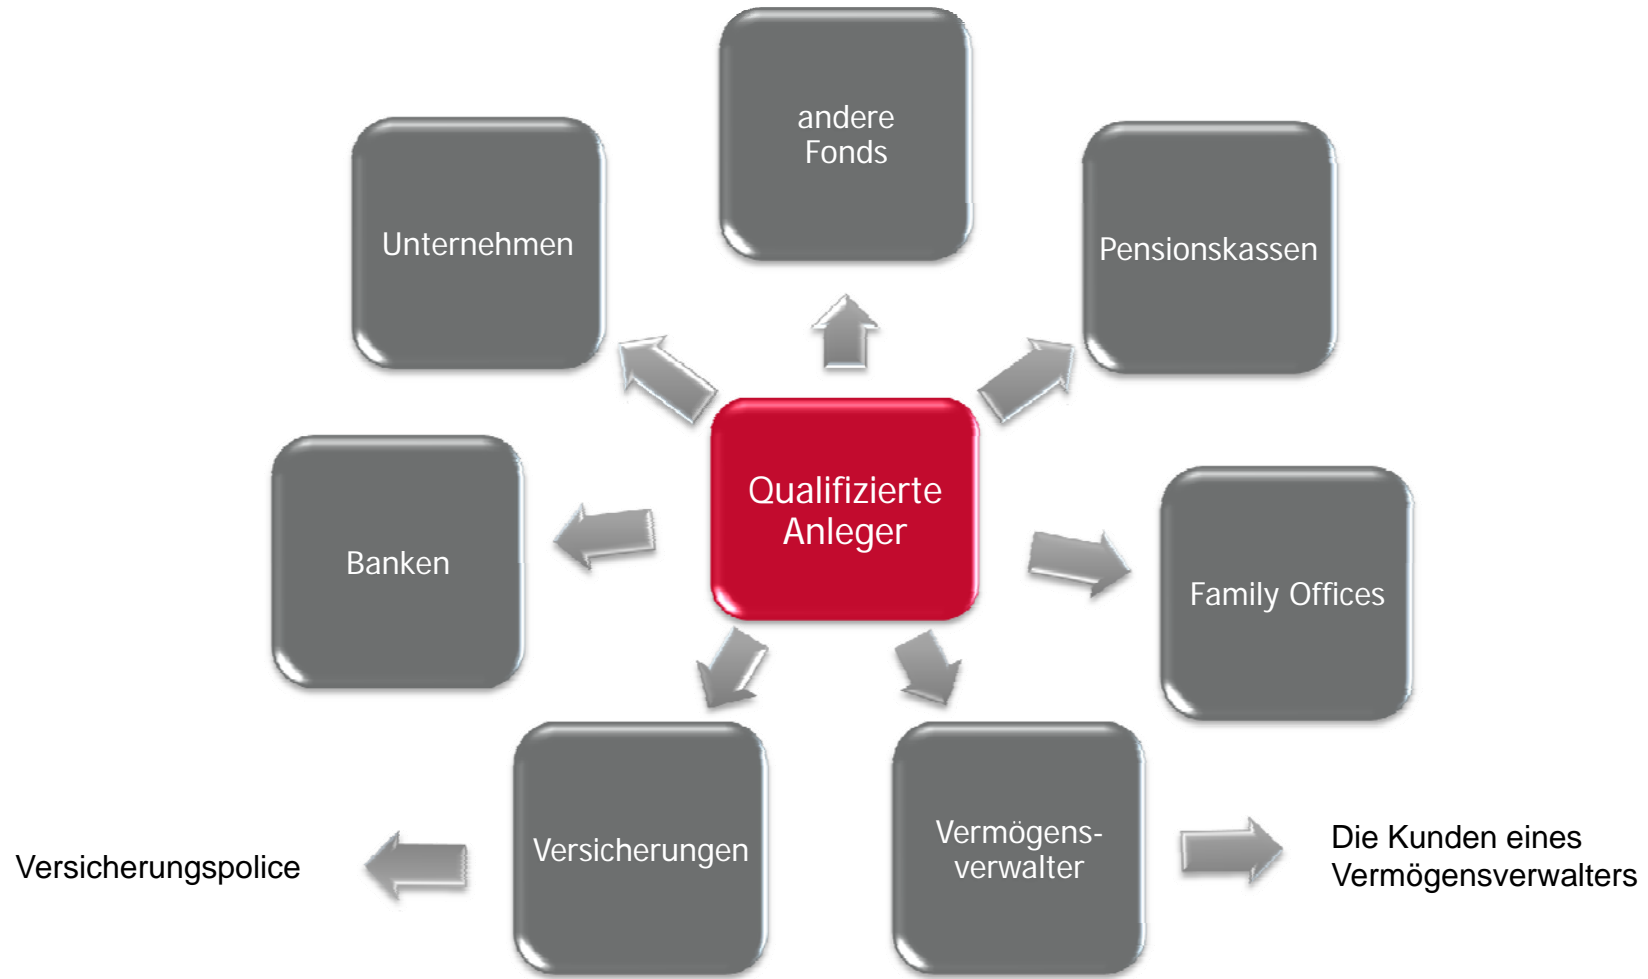 andere
Fonds
Unternehmen
Pensionskassen
Qualifizierte
Anleger
Banken
Family Offices
Versicherungspolice
Versicherungen
Vermögens-
verwalter
Die Kunden eines
Vermögensverwalters